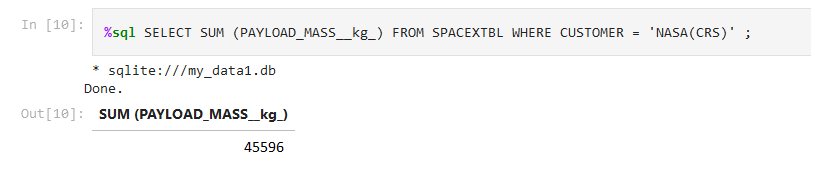 In [10]: %sql SELECT SUM (PAYLOAD_MASS__kg_) FROM SPACEXTBL WHERE CUSTOMER = 'NASA(CRS)' ;
* sqlite:///my_data1.db
Done.
Out[10]: SUM (PAYLOAD_MASS__kg_)
45596